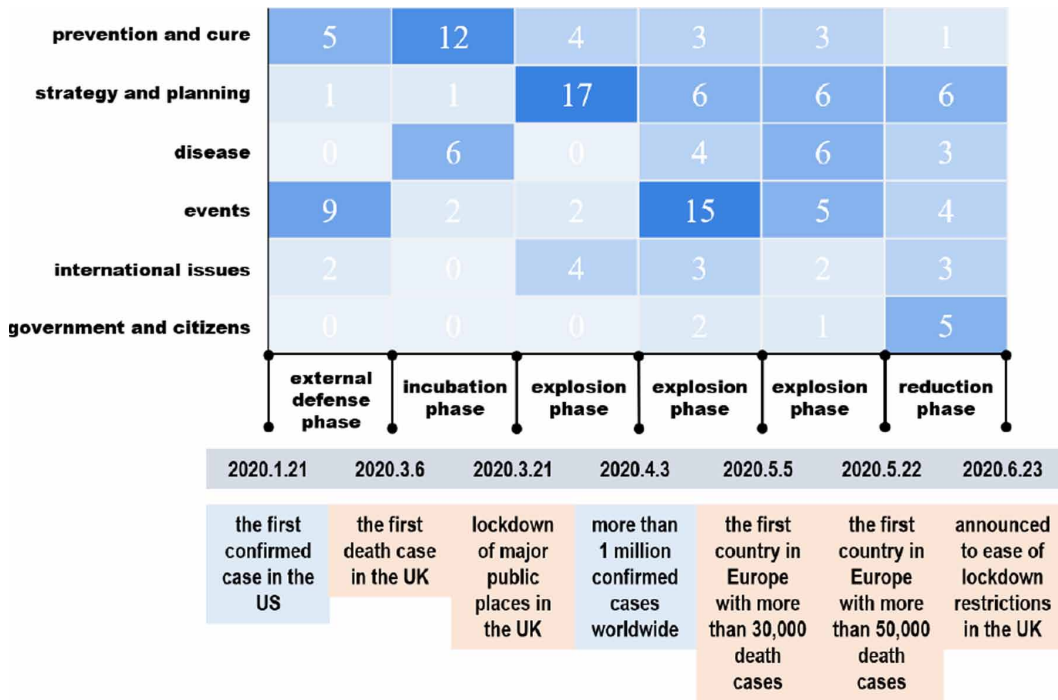 prevention and cure 5 12 4 3 3 1
strategy and planning 1 1 17 6 6 6
disease 0 6 0 4 6 3
events 9 2 2 15 5 4
international issues 2 0 4 3 2 3
government and citizens 0 0 0 2 1 5
external
defense
phase
incubation
phase
explosion
phase
explosion
phase
explosion
phase
reduction
phase
2020.1.21 2020.3.6 2020.3.21 2020.4.3 2020.5.5 2020.5.22 2020.6.23
the first
confirmed
case in the
US
the first
death case
in the UK
lockdown
of major
public
places in
the UK
more than
1 million
confirmed
cases
worldwide
the first
country in
Europe
with more
than 30,000
death
cases
the first
country in
Europe
with more
than 50,000
death
cases
announced
to ease of
lockdown
restrictions
in the UK